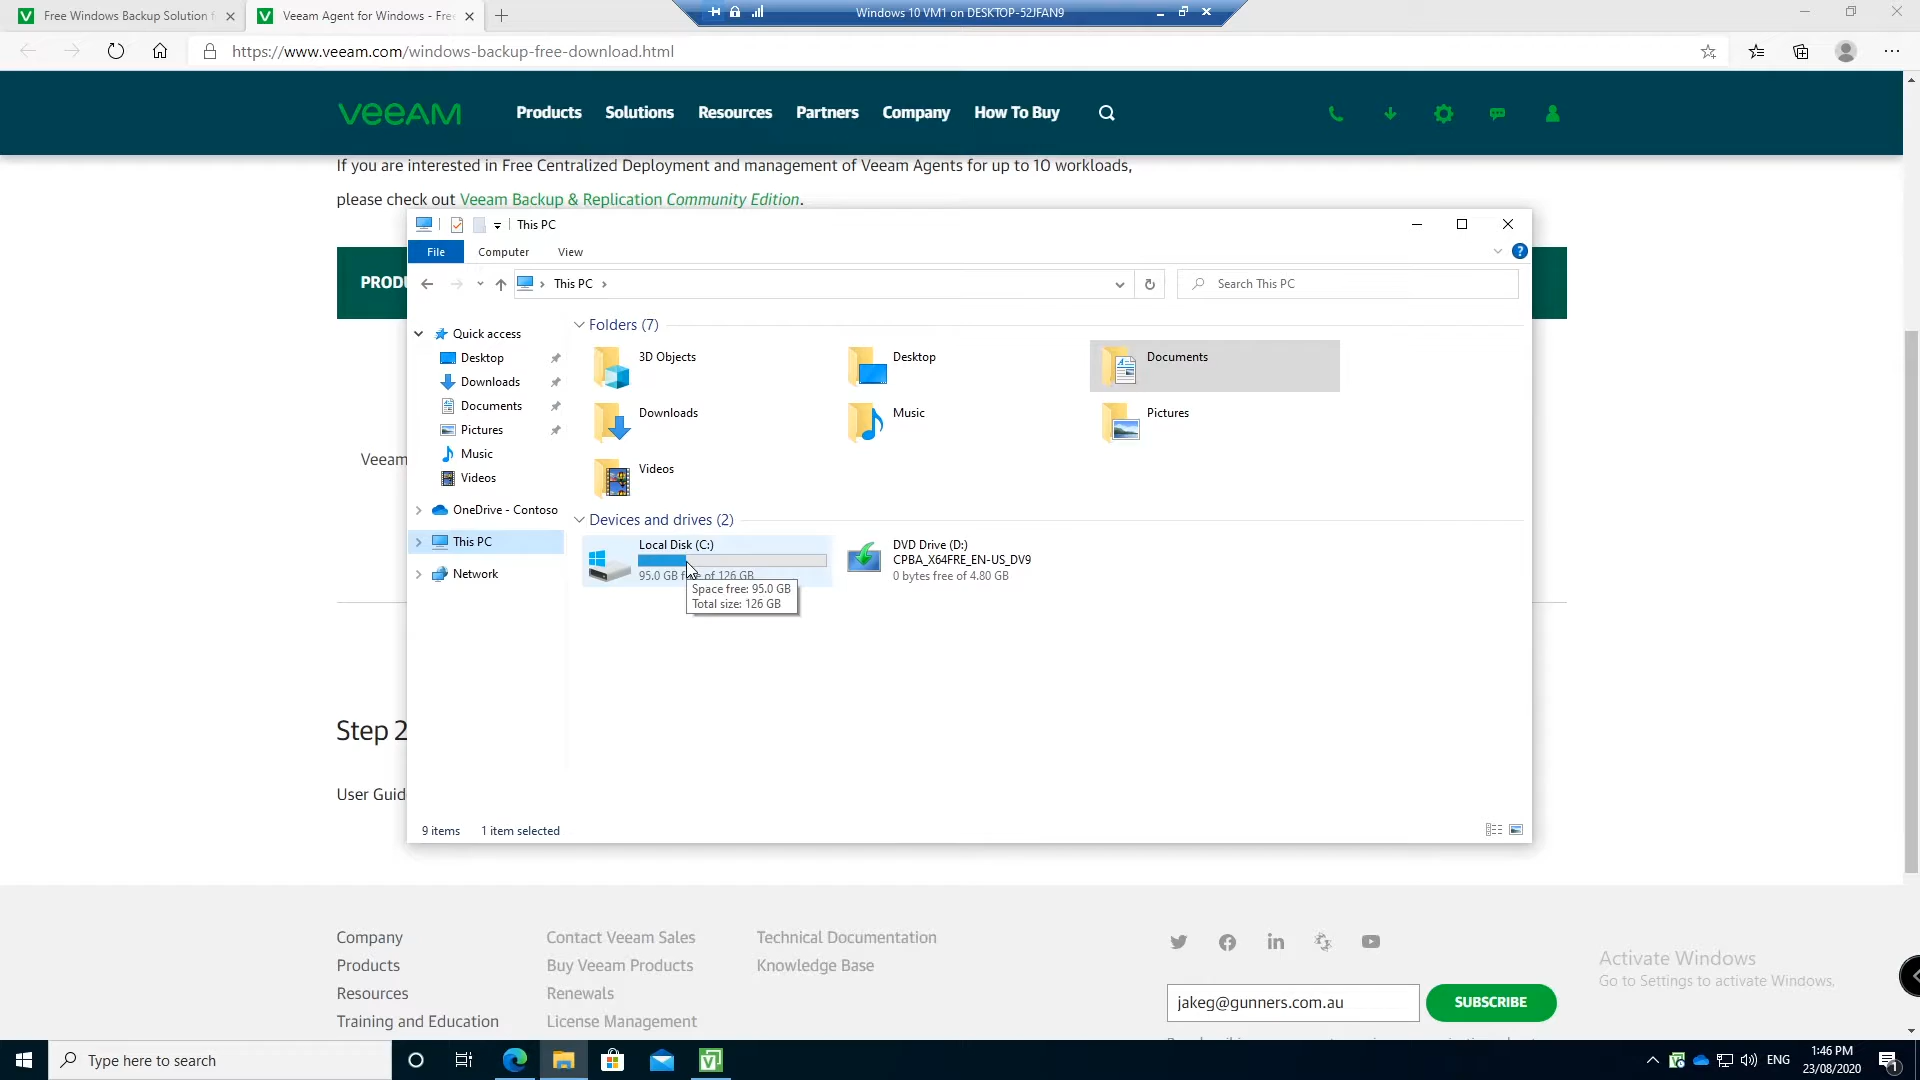 Free Windows Backup Solution f
Veeam Agent for Windows - Fre
Windows 10 VM1 on DESKTOP-52JFAN9
https://www.veeam.com/windows-backup-free-download.html
VEEAM
Products
Solutions
Resources
Partners
Company
How To Buy
If you are interested in Free Centralized Deployment and management of Veeam Agents for up to 10 workloads,
please check out Veeam Backup & Replication Community Edition.
This PC
File
Computer
View
PRODU
This PC
Search This PC
Quick access
Desktop
Downloads
Documents
Pictures
Music
Videos
OneDrive - Contoso
This PC
Network
Folders (7)
3D Objects
Desktop
Documents
Downloads
Music
Pictures
Videos
Devices and drives (2)
Local Disk (C:)
95.0 GB free of 126 GB
Space free: 95.0 GB
Total size: 126 GB
DVD Drive (D:)
CPBA_X64FRE_EN-US_DV9
0 bytes free of 4.80 GB
Veeam
Step 2
User Guid
9 items
1 item selected
Company
Products
Resources
Training and Education
Contact Veeam Sales
Buy Veeam Products
Renewals
License Management
Technical Documentation
Knowledge Base
jakeg@gunners.com.au
SUBSCRIBE
Activate Windows
Go to Settings to activate Windows.
Type here to search
ENG
1:46 PM
23/08/2020
1